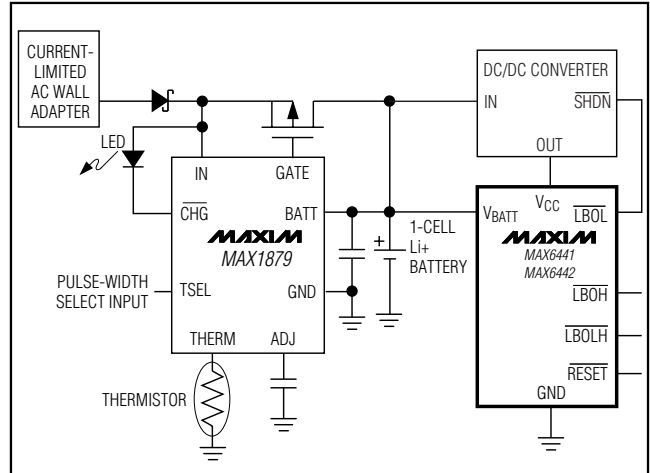 CURRENT-
LIMITED
AC WALL
ADAPTER
DC/DC CONVERTER
IN
SHDN
OUT
LED
IN
GATE
CHG
BATT
MAXIM
MAX1879
PULSE-WIDTH
SELECT INPUT
TSEL
GND
THERM
ADJ
THERMISTOR
+
1-CELL
Li+
BATTERY
VBATT
VCC
LBOL
MAXIM
MAX6441
MAX6442
LBOH
LBOLH
RESET
GND